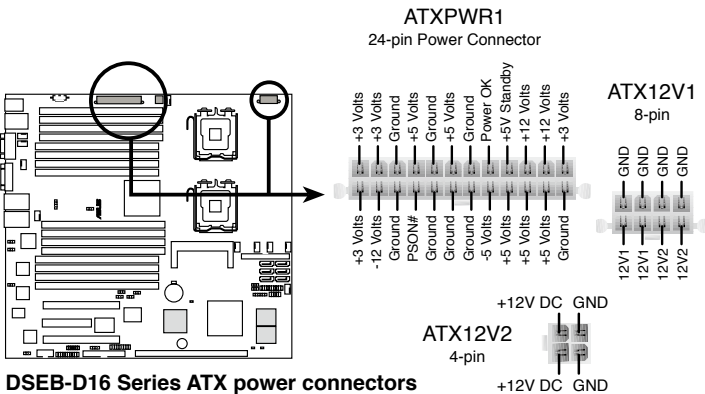 ATXPWR1
24-pin Power Connector
+3 Volts
+3 Volts
Ground
+5 Volts
Ground
+5 Volts
Ground
Power OK
+5V Standby
+12 Volts
+12 Volts
+3 Volts
+3 Volts
-12 Volts
Ground
PSON#
Ground
Ground
Ground
-5 Volts
+5 Volts
+5 Volts
+5 Volts
Ground
ATX12V1
8-pin
GND
GND
GND
GND
12V1
12V1
12V2
12V2
ATX12V2
4-pin
+12V DC GND
+12V DC GND
DSEB-D16 Series ATX power connectors